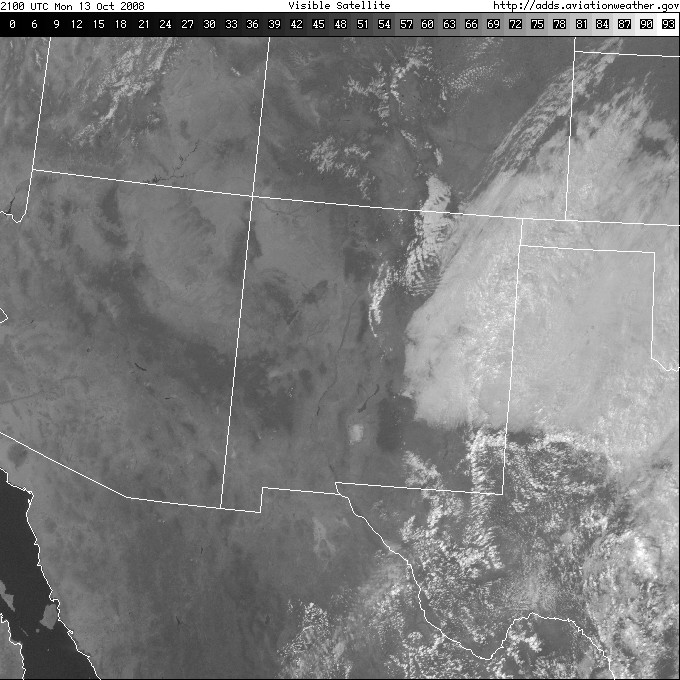 2100 UTC Mon 13 Oct 2008 Visible Satellite http://adds.aviationweather.gov
0 6 9 12 15 18 21 24 27 30 33 36 39 42 45 48 51 54 57 60 63 66 69 72 75 78 81 84 87 90 93